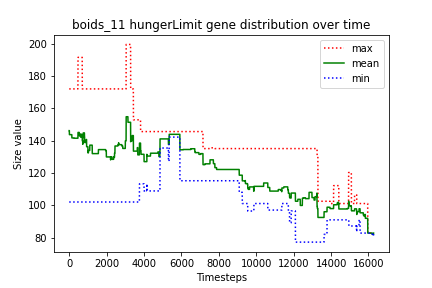 boids_11 hungerLimit gene distribution over time
max
mean
min
Size value
200
180
160
140
120
100
80
0 2000 4000 6000 8000 10000 12000 14000 16000
Timesteps